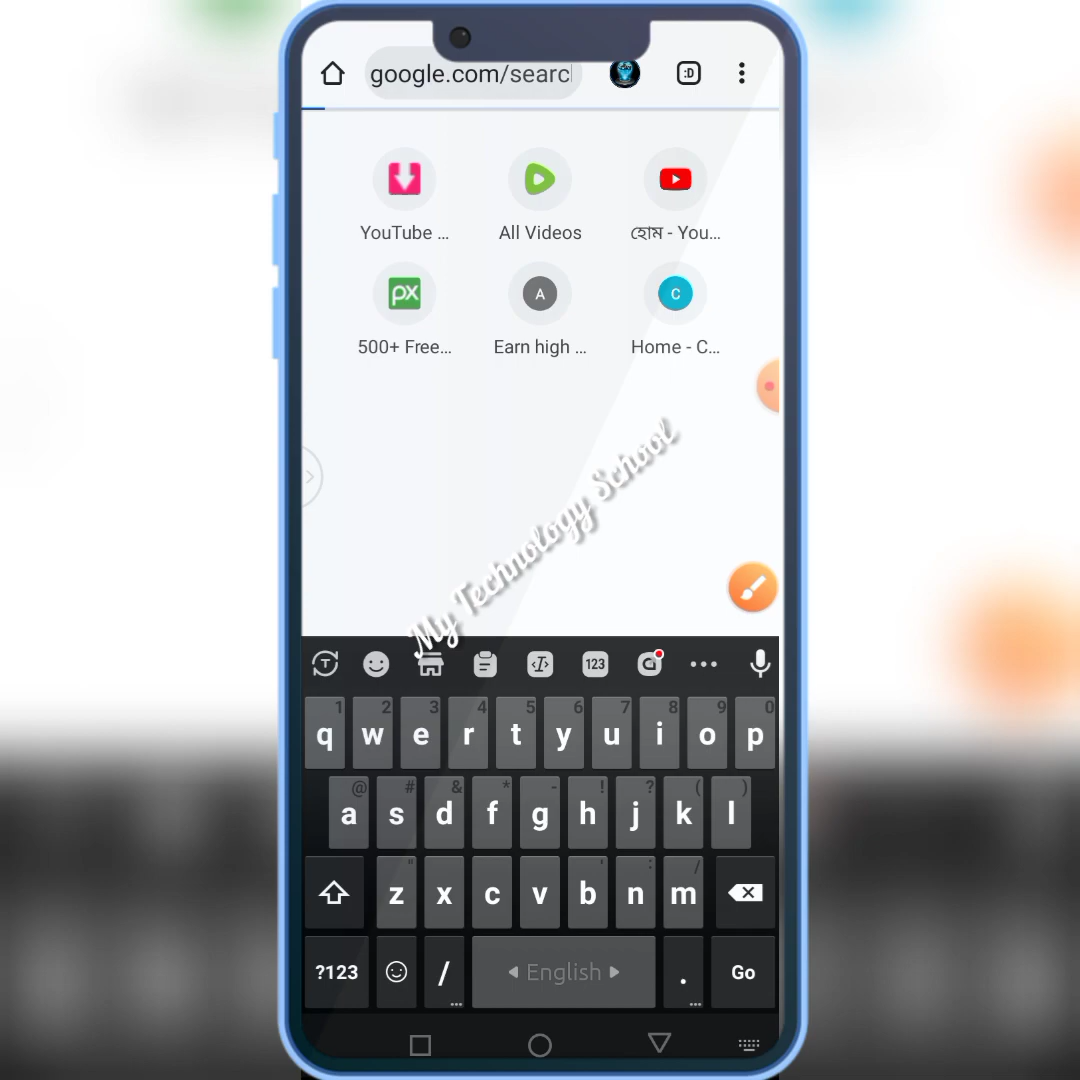 google.com/searc
:D
YouTube ...
All Videos
হোম - You...
px
A
C
500+ Free...
Earn high ...
Home - C...
My Technology School
T
123
1 2 3 4 5 6 7 8 9 0
q w e r t y u i o p
@ # & * - ! ? ( )
a s d f g h j k l
" ' : /
z x c v b n m
?123 / English . Go
... ...